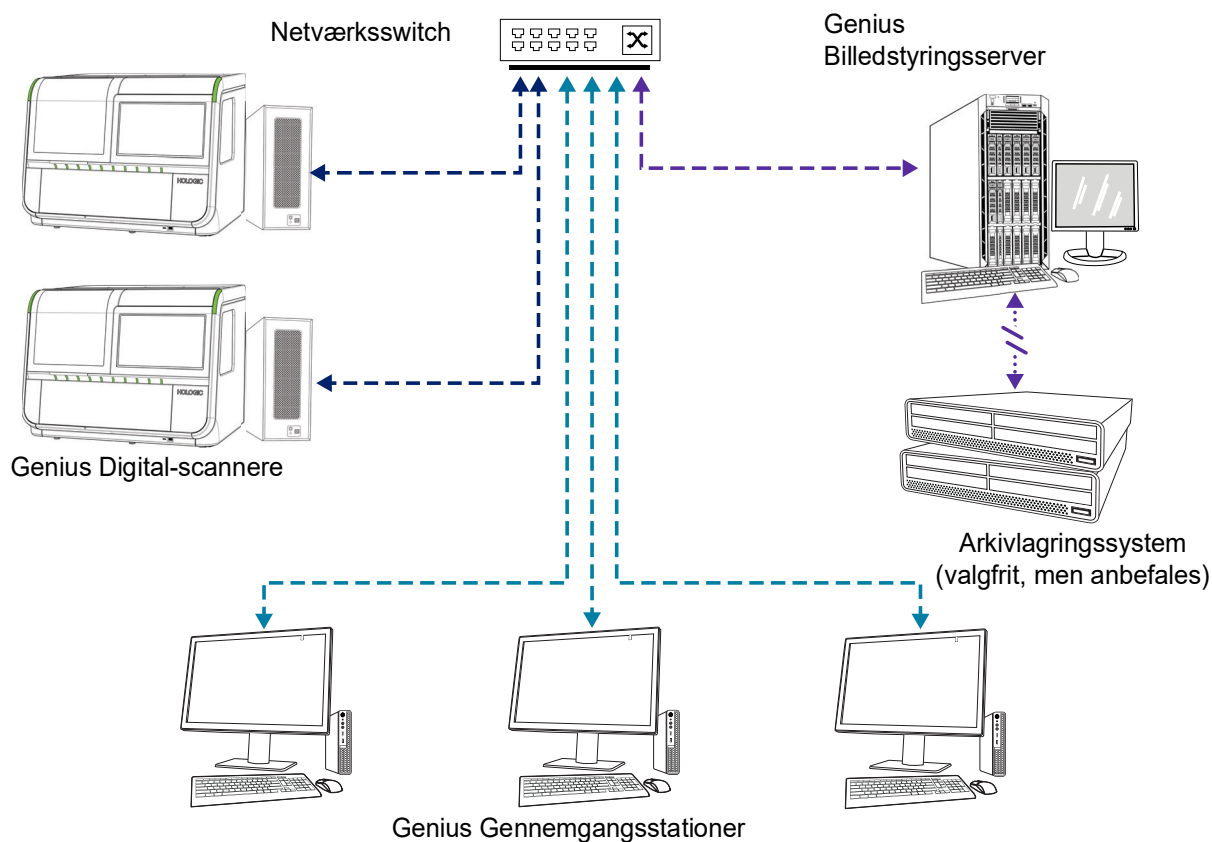 Netværksswitch
Genius
Billedstyringsserver
HOLOGIC
HOLOGIC
Genius Digital-scannere
Arkivlagringssystem
(valgfrit, men anbefales)
Genius Gennemgangsstationer